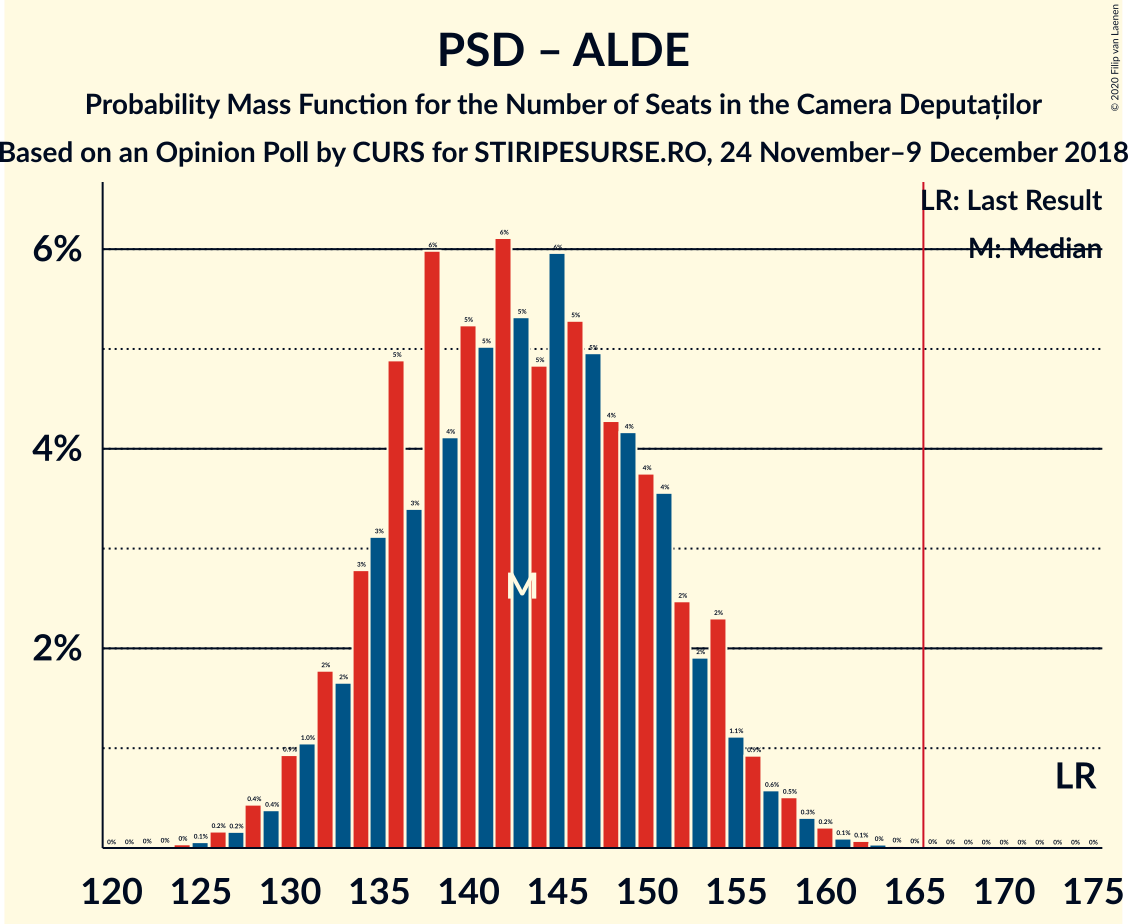 PSD – ALDE
Probability Mass Function for the Number of Seats in the Camera Deputaților
Based on an Opinion Poll by CURS for STIRIPESURSE.RO, 24 November–9 December 2018
© 2020 Filip van Laenen
LR: Last Result
M: Median
6%
4%
2%
0% 0% 0% 0% 0% 0.1% 0.2% 0.2% 0.4% 0.4% 0.9% 1.0% 2% 2% 3% 3% 5% 3% 6% 4% 5% 5% 6% 5% 5% 6% 5% 5% 4% 4% 4% 4% 2% 2% 2% 1.1% 0.9% 0.6% 0.5% 0.3% 0.2% 0.1% 0.1% 0% 0% 0% 0% 0% 0% 0% 0% 0% 0% 0% 0% 0%
M
LR
120 125 130 135 140 145 150 155 160 165 170 175